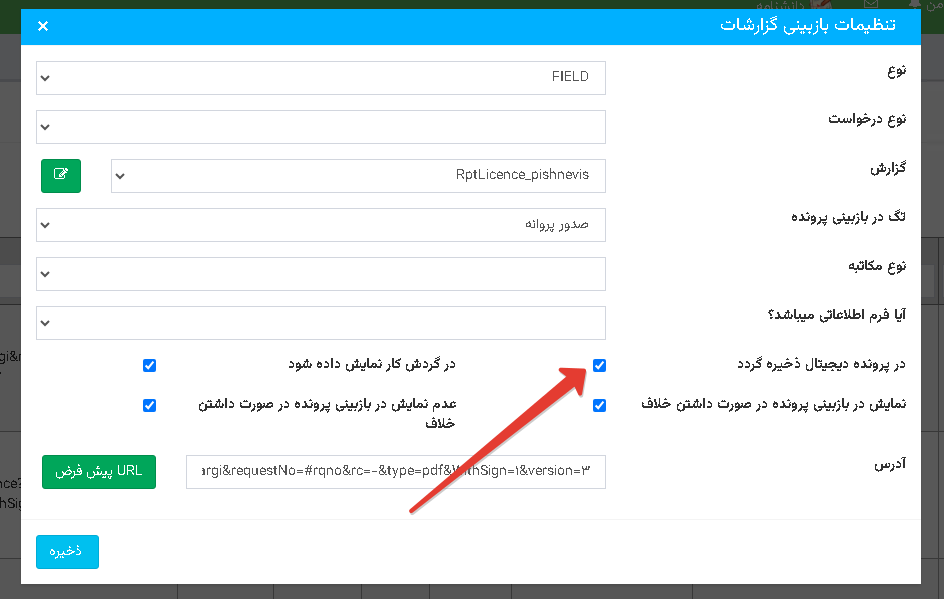 دانشنامه
من
تنظیمات بازبینی گزارشات
نوع
FIELD
نوع درخواست
گزارش
RptLicence_pishnevis
تگ در بازبینی پرونده
صدور پروانه
نوع مکاتبه
آیا فرم اطلاعاتی میباشد؟
در پرونده دیجیتال ذخیره گردد
در گردش کار نمایش داده شود
نمایش در بازبینی پرونده در صورت داشتن خلاف
عدم نمایش در بازبینی پرونده در صورت داشتن
خلاف
آدرس
argi&requestNo=#rqno&rc=-&type=pdf&WithSign=۱&version=۳
URL پیش فرض
ذخیره